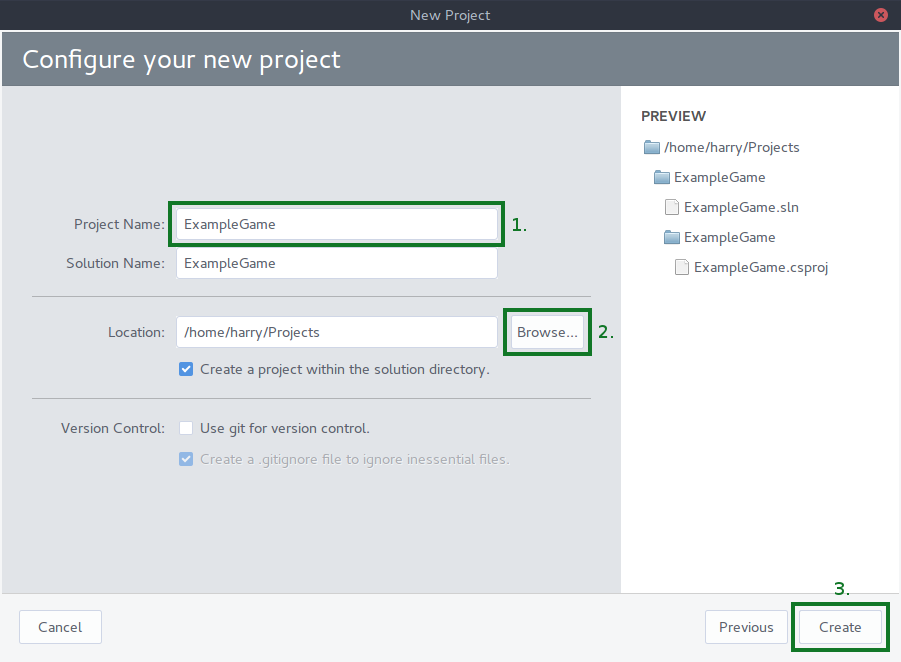 New Project
Configure your new project
Project Name: ExampleGame 1.
Solution Name: ExampleGame
Location: /home/harry/Projects Browse... 2.
Create a project within the solution directory.
Version Control: Use git for version control.
Create a .gitignore file to ignore inessential files.
PREVIEW
/home/harry/Projects
ExampleGame
ExampleGame.sln
ExampleGame
ExampleGame.csproj
3.
Cancel Previous Create